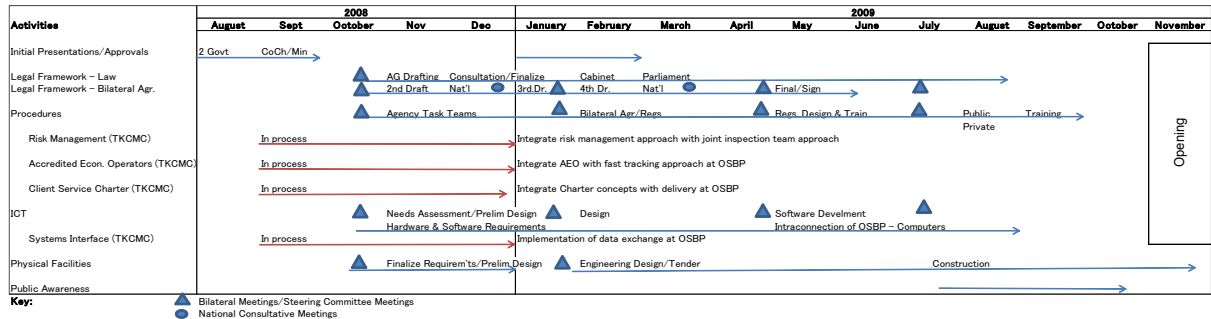 2008 2009
Activities August Sept October Nov Dec January February March April May June July August September October November
Initial Presentations/Approvals 2 Govt CoCh/Min
Legal Framework - Law AG Drafting Consultation/Finalize Cabinet Parliament
Legal Framework - Bilateral Agr. 2nd Draft Nat'l 3rd.Dr. 4th Dr. Nat'l Final/Sign
Procedures Agency Task Teams Bilateral Agr/Regs Regs. Design & Train Public Training
Private
Risk Management (TKCMC) In process Integrate risk management approach with joint inspection team approach
Accredited Econ. Operators (TKCMC) In process Integrate AEO with fast tracking approach at OSBP
Client Service Charter (TKCMC) In process Integrate Charter concepts with delivery at OSBP
Opening
ICT Needs Assessment/Prelim Design Design Software Develment
Hardware & Software Requirements Intraconnection of OSBP - Computers
Systems Interface (TKCMC) In process Implementation of data exchange at OSBP
Physical Facilities Finalize Requirem'ts/Prelim.Design Engineering Design/Tender Construction
Public Awareness
Key: Bilateral Meetings/Steering Committee Meetings
National Consultative Meetings